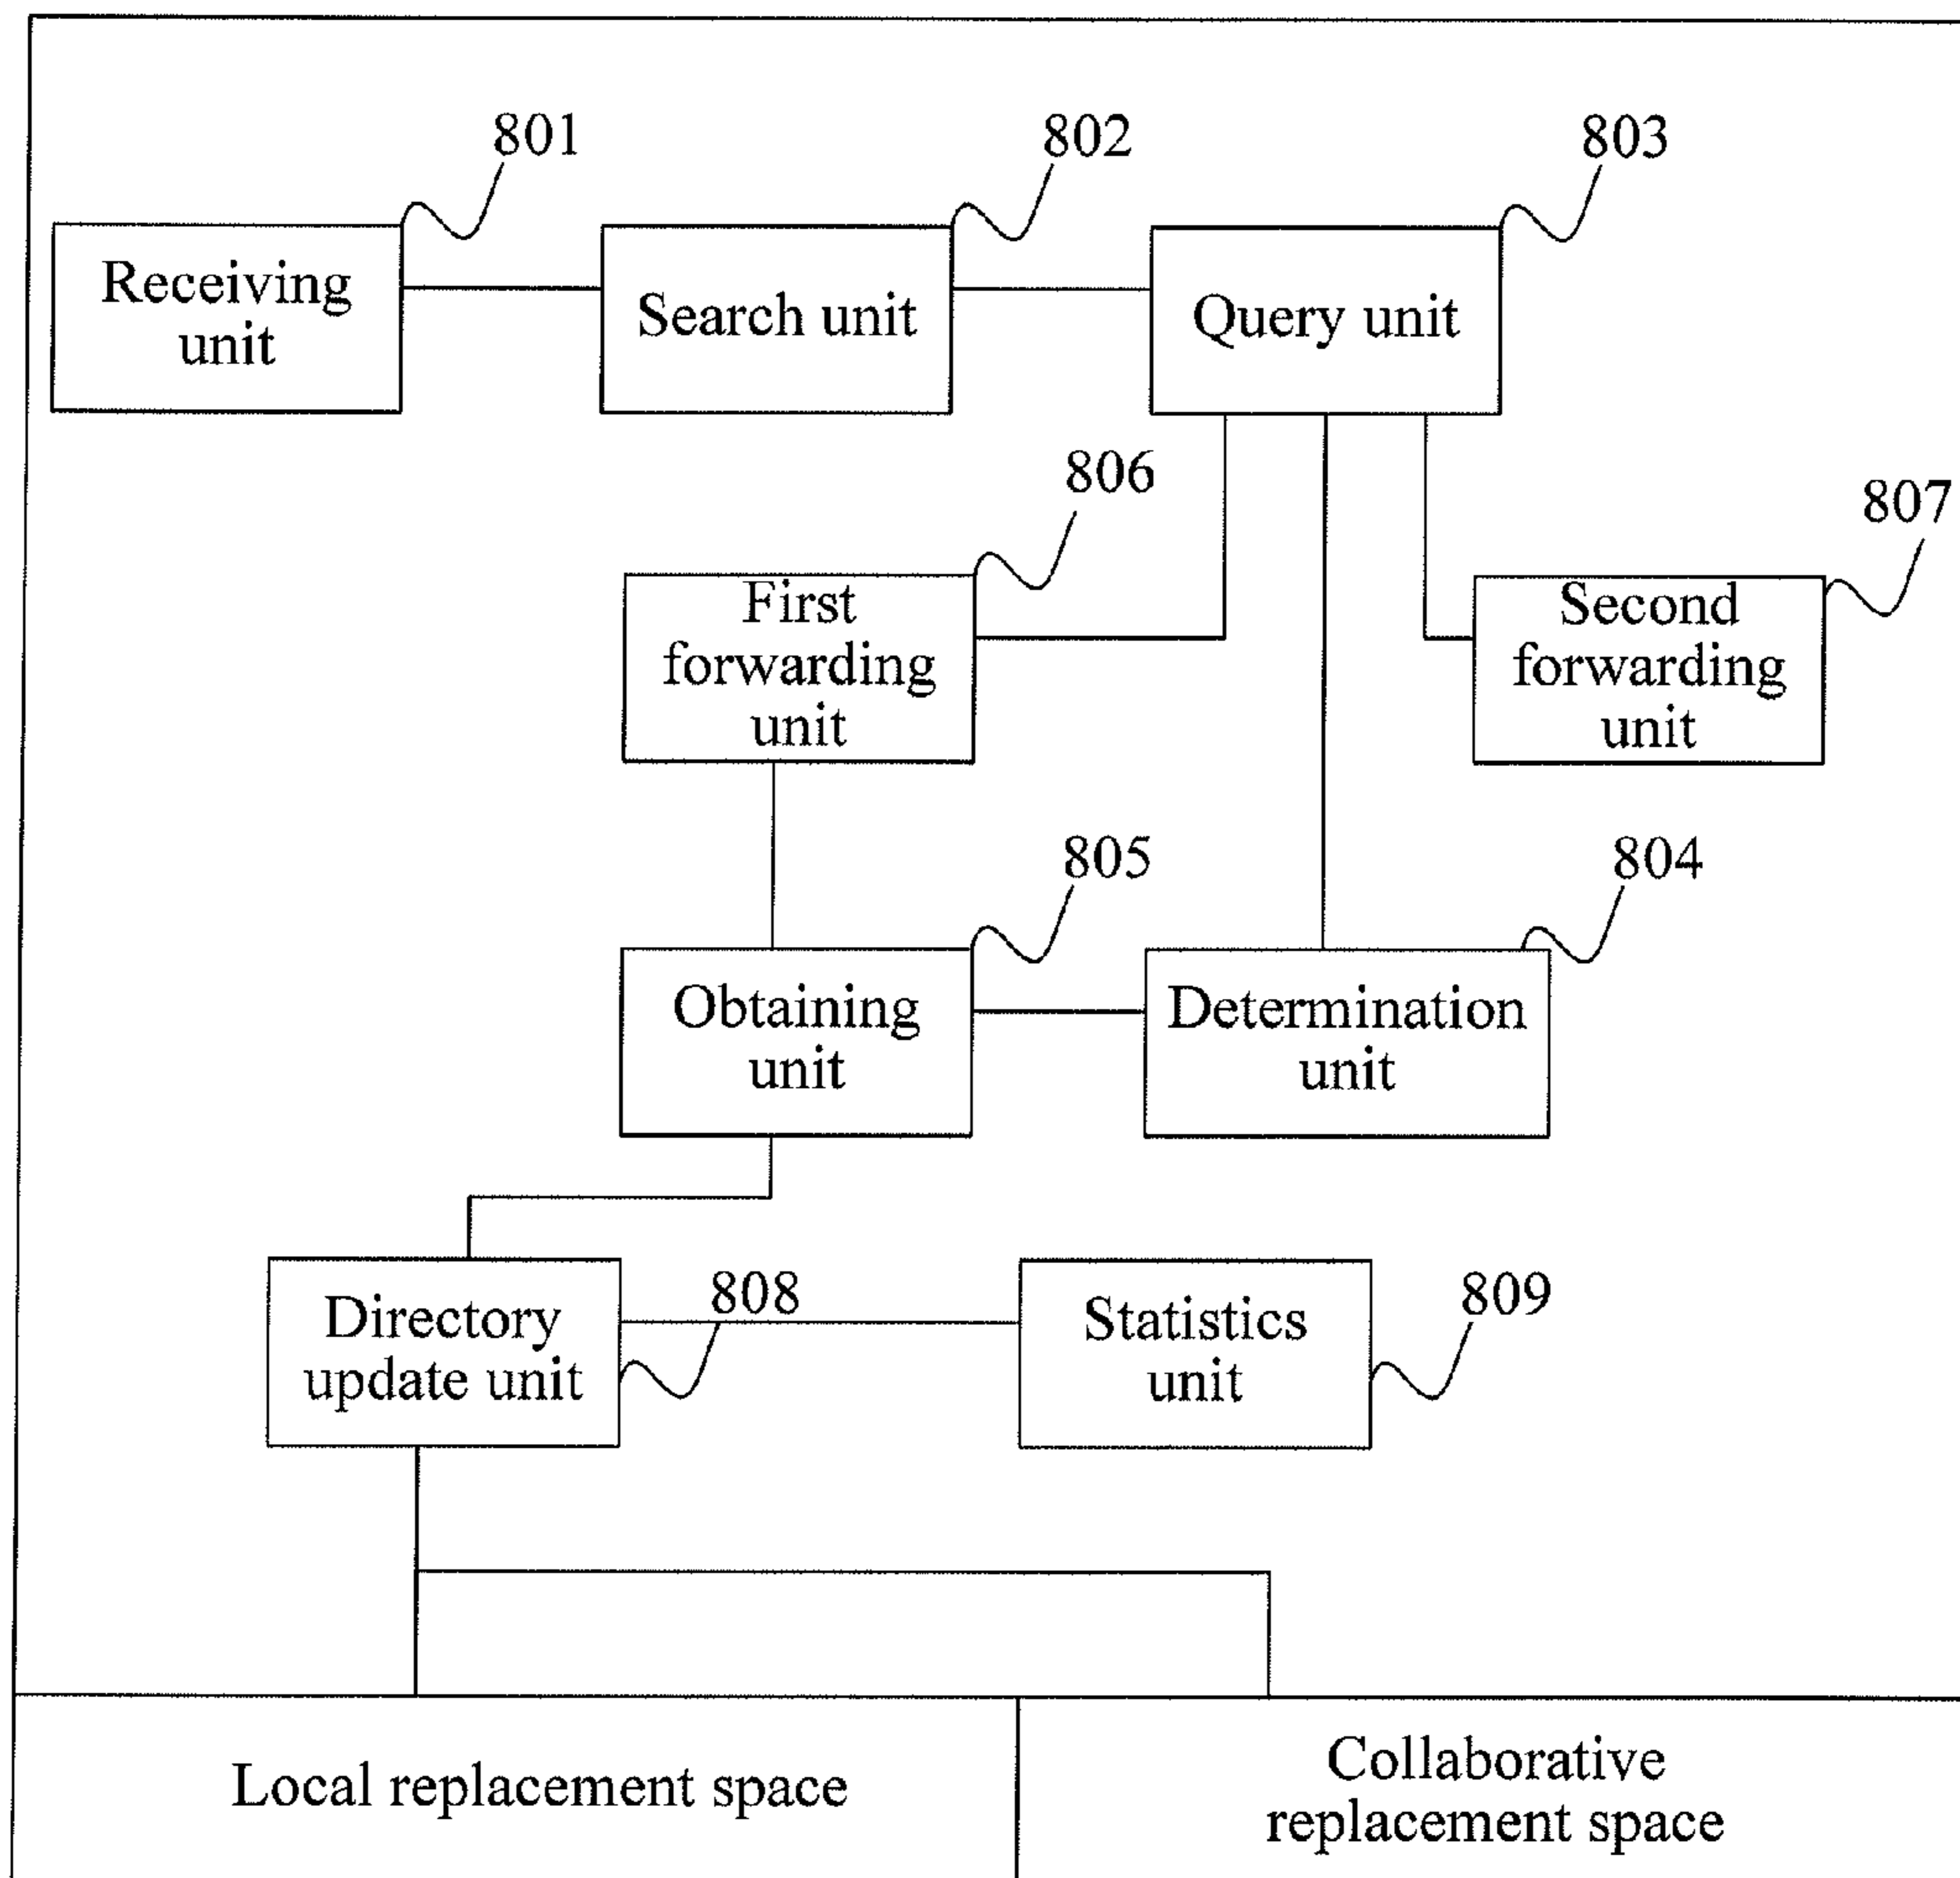 801
802
803
Receiving
unit
Search unit
Query unit
806
807
First
forwarding
unit
Second
forwarding
unit
805
804
Obtaining
unit
Determination
unit
808
809
Directory
update unit
Statistics
unit
Local replacement space
Collaborative
replacement space